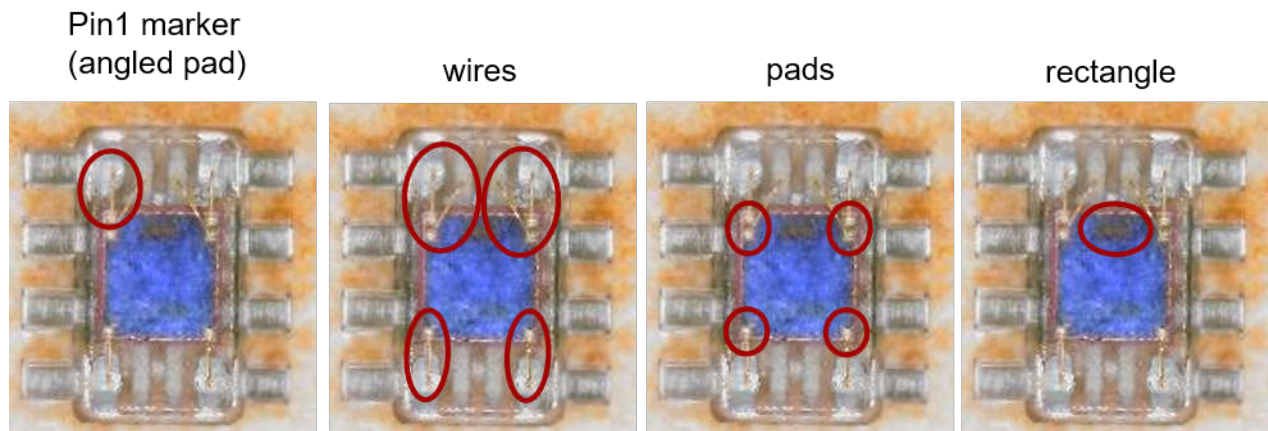 Pin1 marker
(angled pad)
wires
pads
rectangle